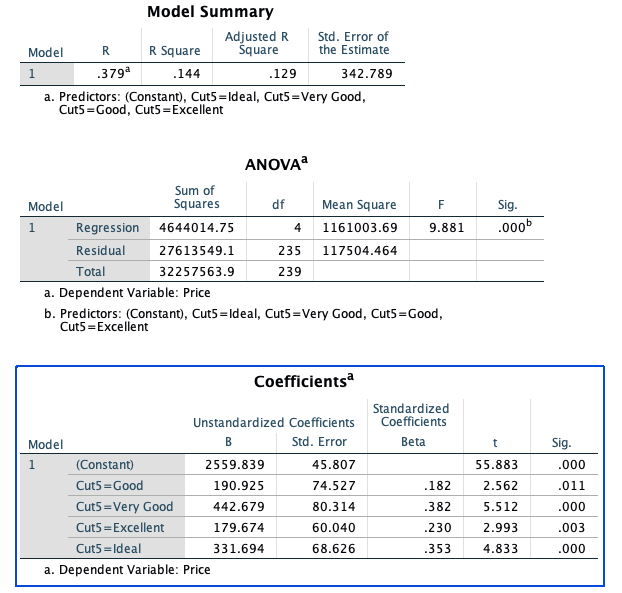 Model Summary
Model R R Square Adjusted R Square Std. Error of the Estimate
1 .379a .144 .129 342.789
a. Predictors: (Constant), Cut5=Ideal, Cut5=Very Good,
Cut5=Good, Cut5=Excellent
ANOVAa
Model Sum of Squares df Mean Square F Sig.
1 Regression 4644014.75 4 1161003.69 9.881 .000b
Residual 27613549.1 235 117504.464
Total 32257563.9 239
a. Dependent Variable: Price
b. Predictors: (Constant), Cut5=Ideal, Cut5=Very Good, Cut5=Good,
Cut5=Excellent
Coefficientsa
Unstandardized Coefficients Standardized Coefficients
Model B Std. Error Beta t Sig.
1 (Constant) 2559.839 45.807 55.883 .000
Cut5=Good 190.925 74.527 .182 2.562 .011
Cut5=Very Good 442.679 80.314 .382 5.512 .000
Cut5=Excellent 179.674 60.040 .230 2.993 .003
Cut5=Ideal 331.694 68.626 .353 4.833 .000
a. Dependent Variable: Price